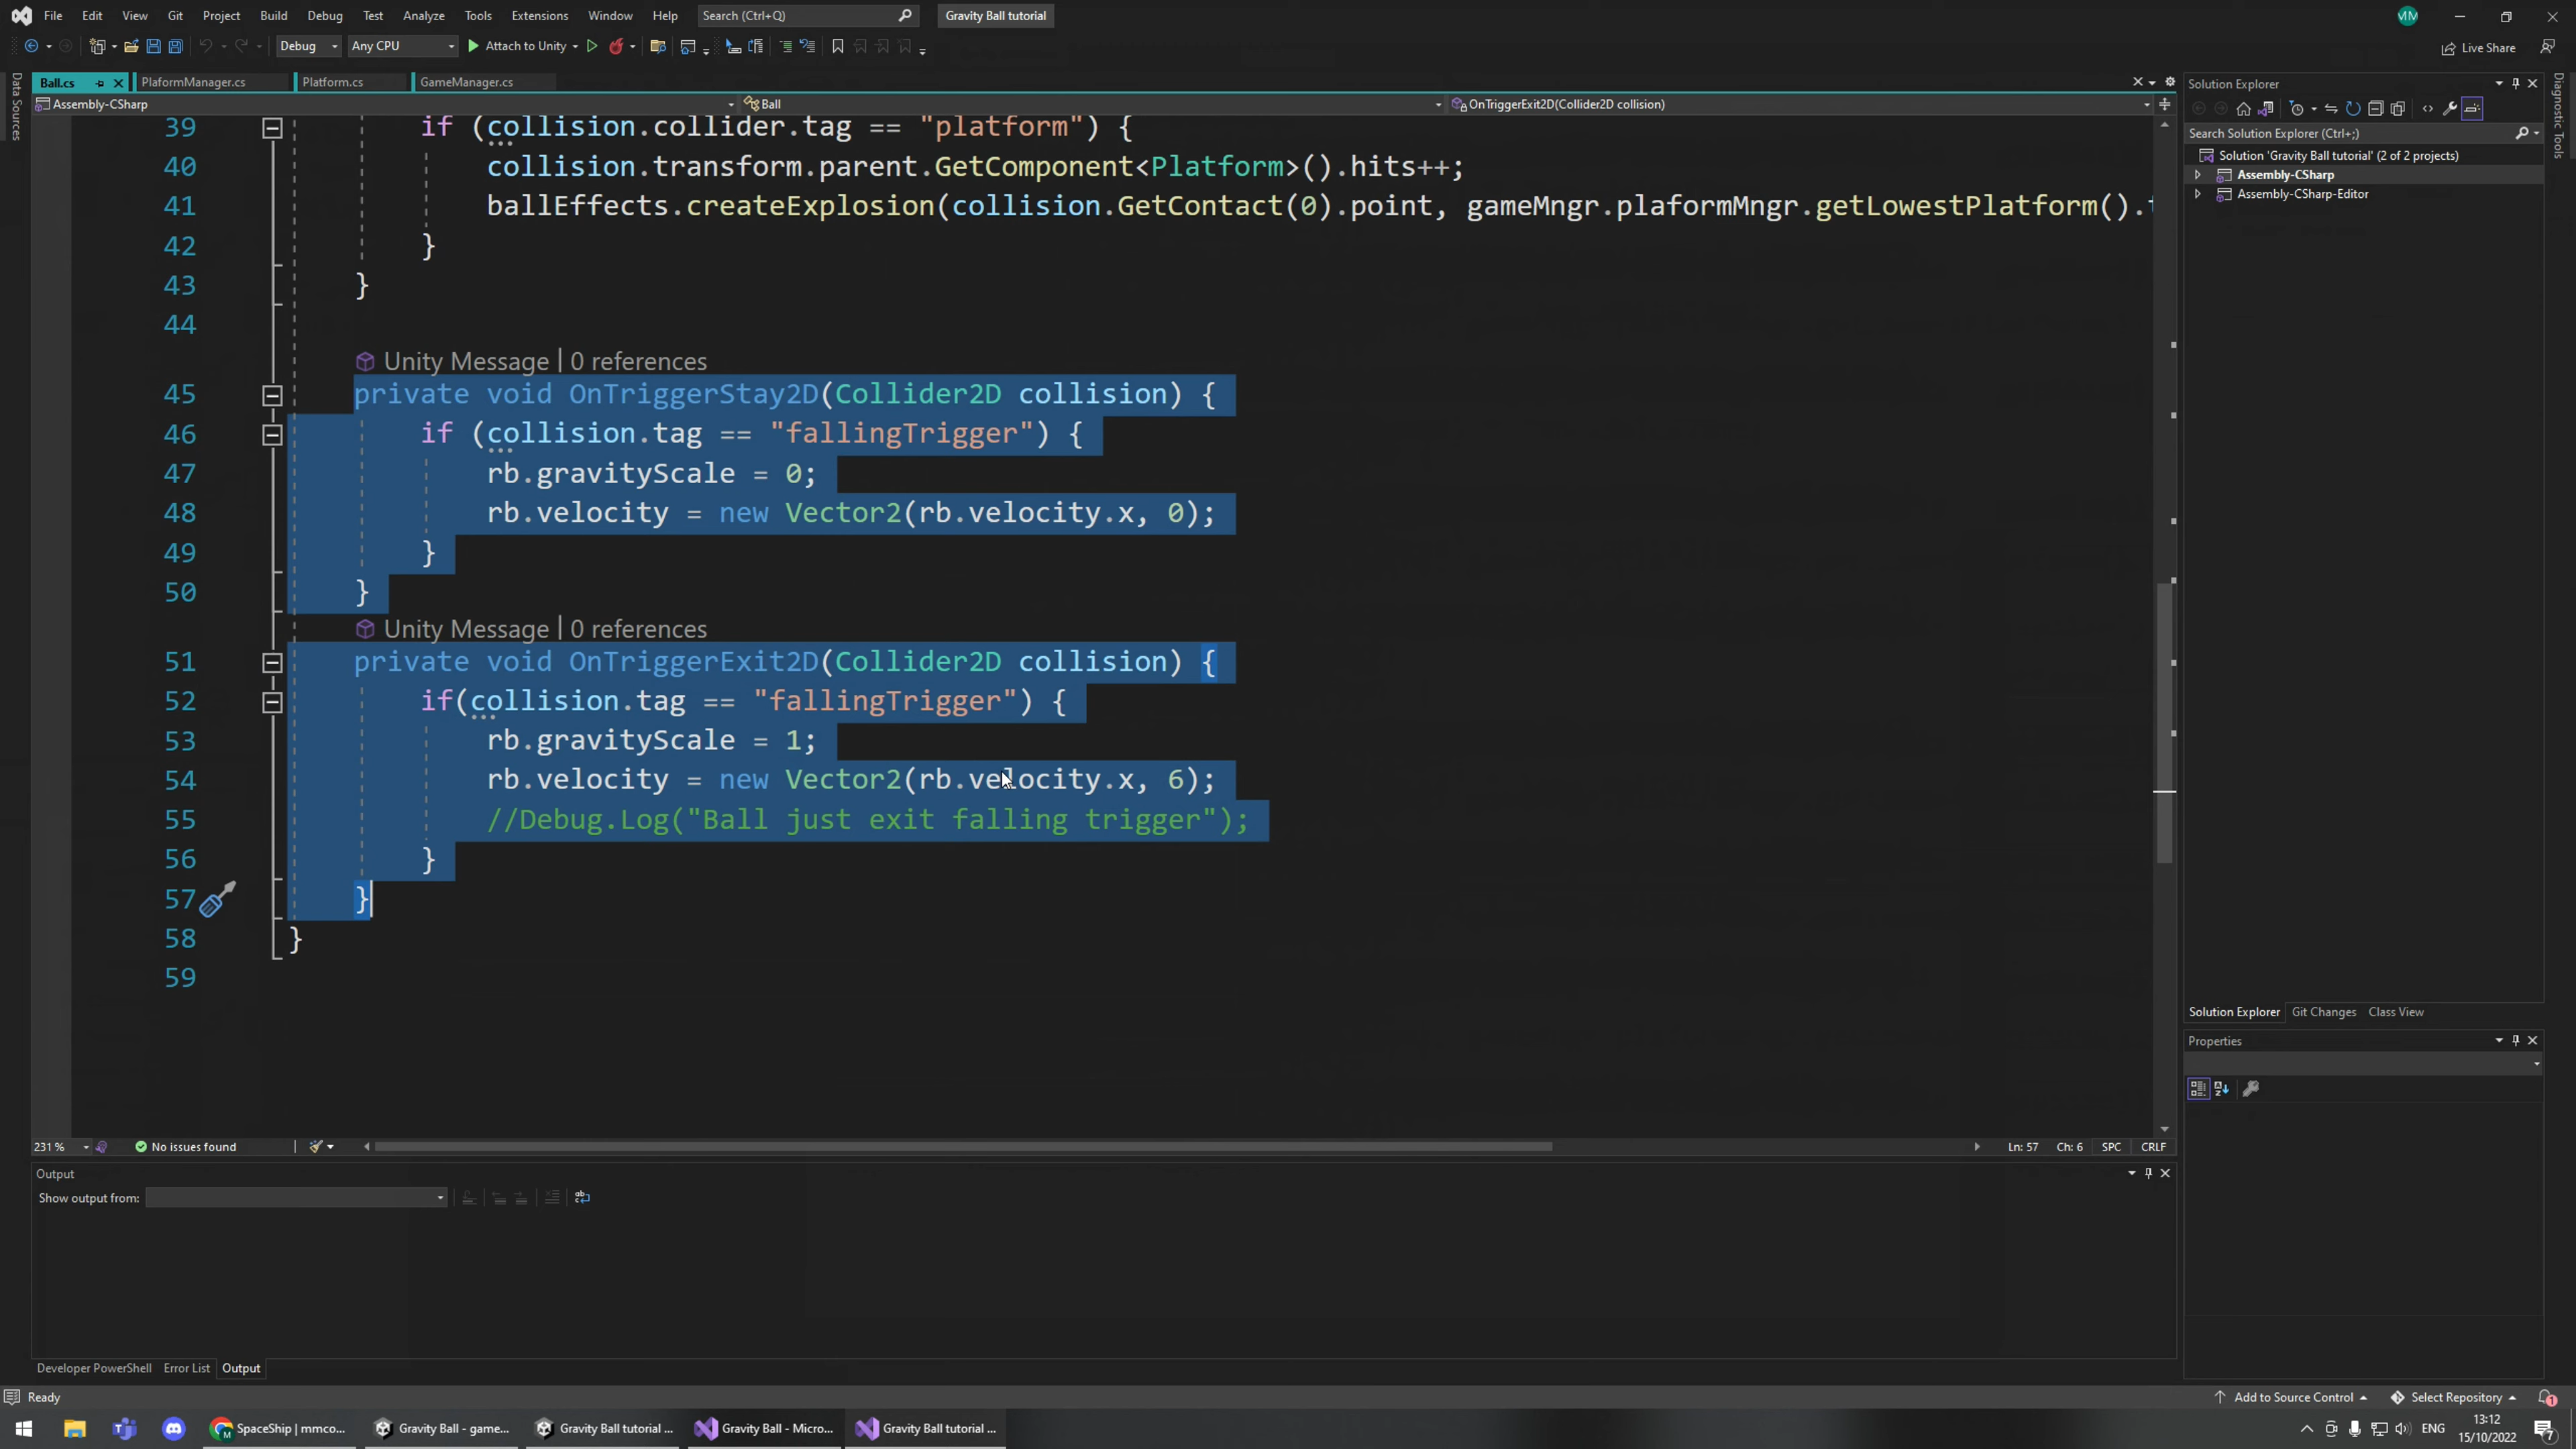 File Edit View Git Project Build Debug Test Analyze Tools Extensions Window Help Search (Ctrl+Q) Gravity Ball tutorial MM
Debug Any CPU Attach to Unity Live Share
Ball.cs PlaformManager.cs Platform.cs GameManager.cs
Assembly-CSharp Ball OnTriggerExit2D(Collider2D collision)
Data Sources
39 if (collision.collider.tag == "platform") {
40 collision.transform.parent.GetComponent<Platform>().hits++;
41 ballEffects.createExplosion(collision.GetContact(0).point, gameMngr.plaformMngr.getLowestPlatform().
42 }
43 }
44
Unity Message | 0 references
45 private void OnTriggerStay2D(Collider2D collision) {
46 if (collision.tag == "fallingTrigger") {
47 rb.gravityScale = 0;
48 rb.velocity = new Vector2(rb.velocity.x, 0);
49 }
50 }
Unity Message | 0 references
51 private void OnTriggerExit2D(Collider2D collision) {
52 if(collision.tag == "fallingTrigger") {
53 rb.gravityScale = 1;
54 rb.velocity = new Vector2(rb.velocity.x, 6);
55 //Debug.Log("Ball just exit falling trigger");
56 }
57 }
58 }
59
231 % No issues found Ln: 57 Ch: 6 SPC CRLF
Output
Show output from:
Developer PowerShell Error List Output
Solution Explorer
Search Solution Explorer (Ctrl+;)
Solution 'Gravity Ball tutorial' (2 of 2 projects)
Assembly-CSharp
Assembly-CSharp-Editor
Solution Explorer Git Changes Class View
Properties
Diagnostic Tools
Ready Add to Source Control Select Repository 1
SpaceShip | mmco... Gravity Ball - game... Gravity Ball tutorial ... Gravity Ball - Micro... Gravity Ball tutorial ... ENG 13:12
15/10/2022 7